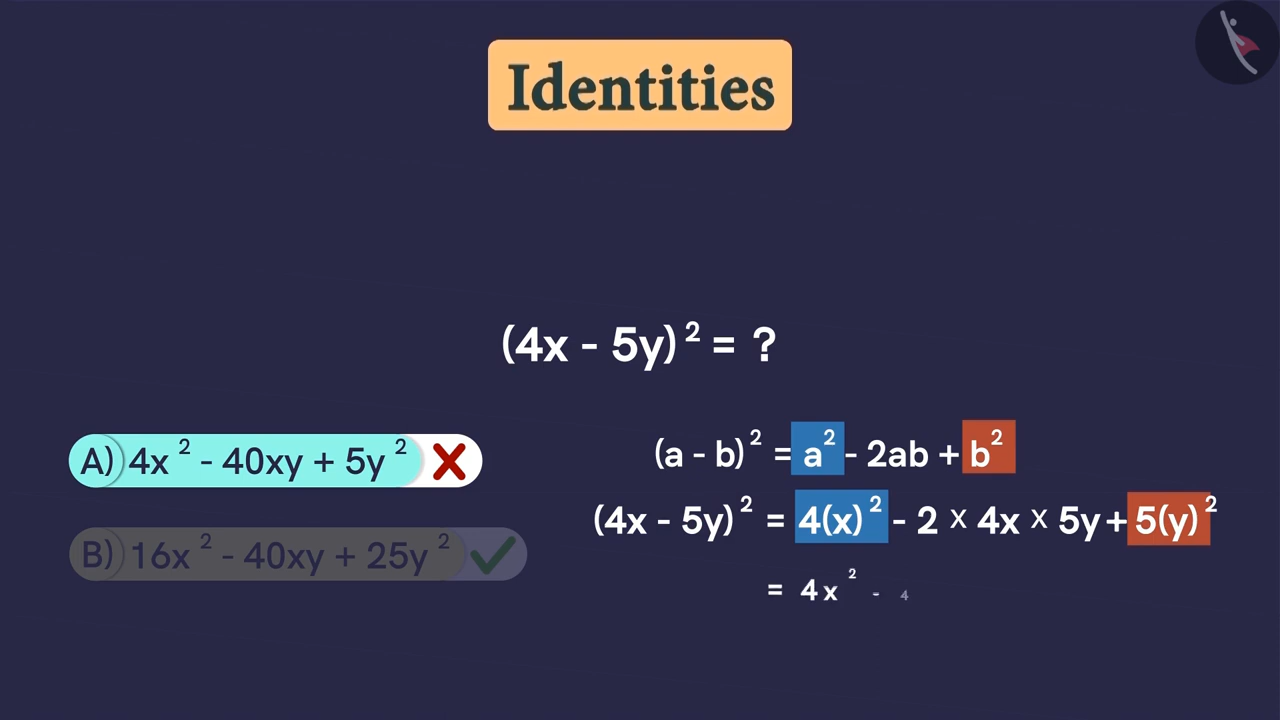 Identities
(4x - 5y)² = ?
A) 4x² - 40xy + 5y²
B) 16x² - 40xy + 25y²
(a - b)² = a² - 2ab + b²
(4x - 5y)² = 4(x)² - 2 × 4x × 5y + 5(y)²
= 4x² - 4